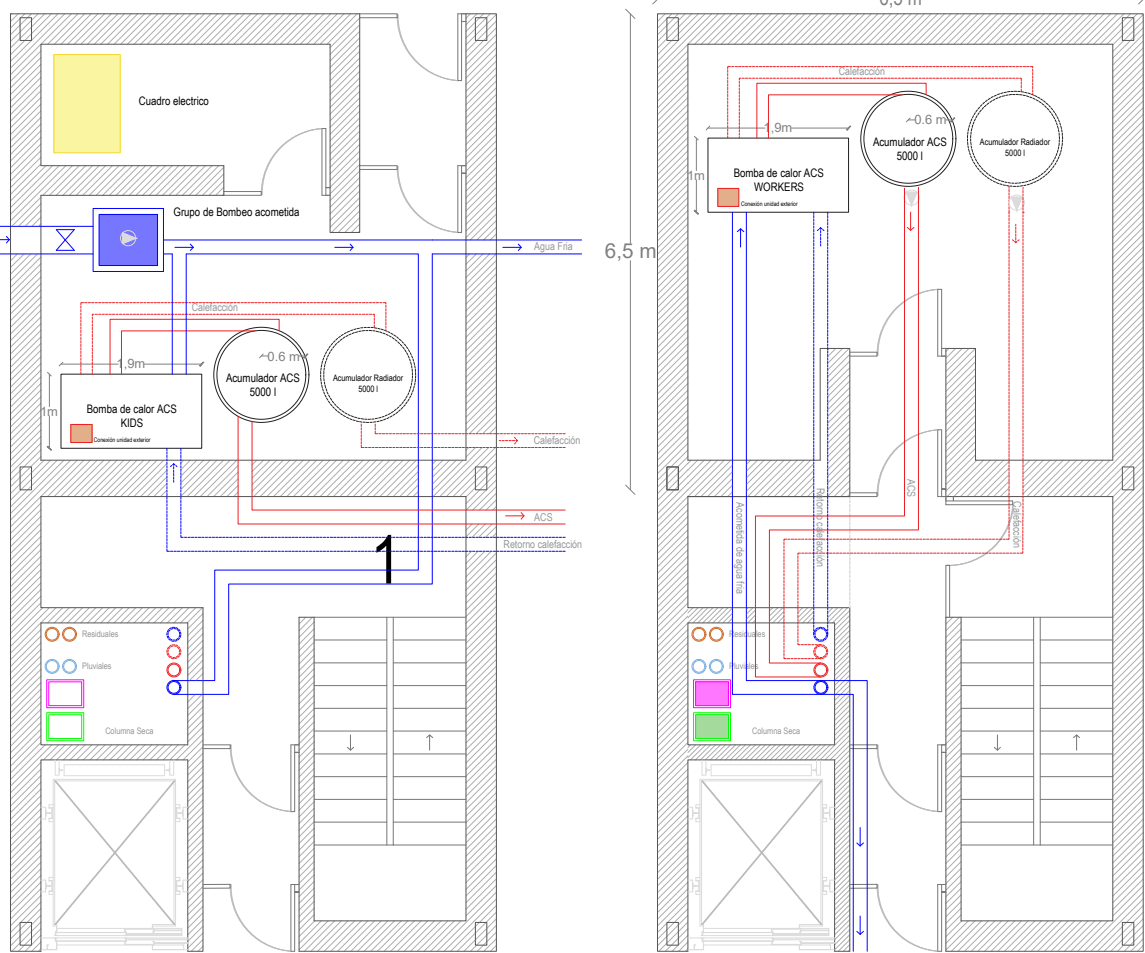 Cuadro electrico
Grupo de Bombeo acometida
Agua Fria
Calefacción
1,9m
0.6 m
1m
Bomba de calor ACS
KIDS
Conexión unidad exterior
Acumulador ACS
5000 l
Acumulador Radiador
5000 l
Calefacción
ACS
Retorno calefacción
1
Residuales
Pluviales
Columna Seca
6,5 m
6,5 m
Calefacción
1,9m
0.6 m
1m
Bomba de calor ACS
WORKERS
Conexión unidad exterior
Acumulador ACS
5000 l
Acumulador Radiador
5000 l
Acometida de agua fria
Retorno calefacción
ACS
Calefacción
Residuales
Pluviales
Columna Seca